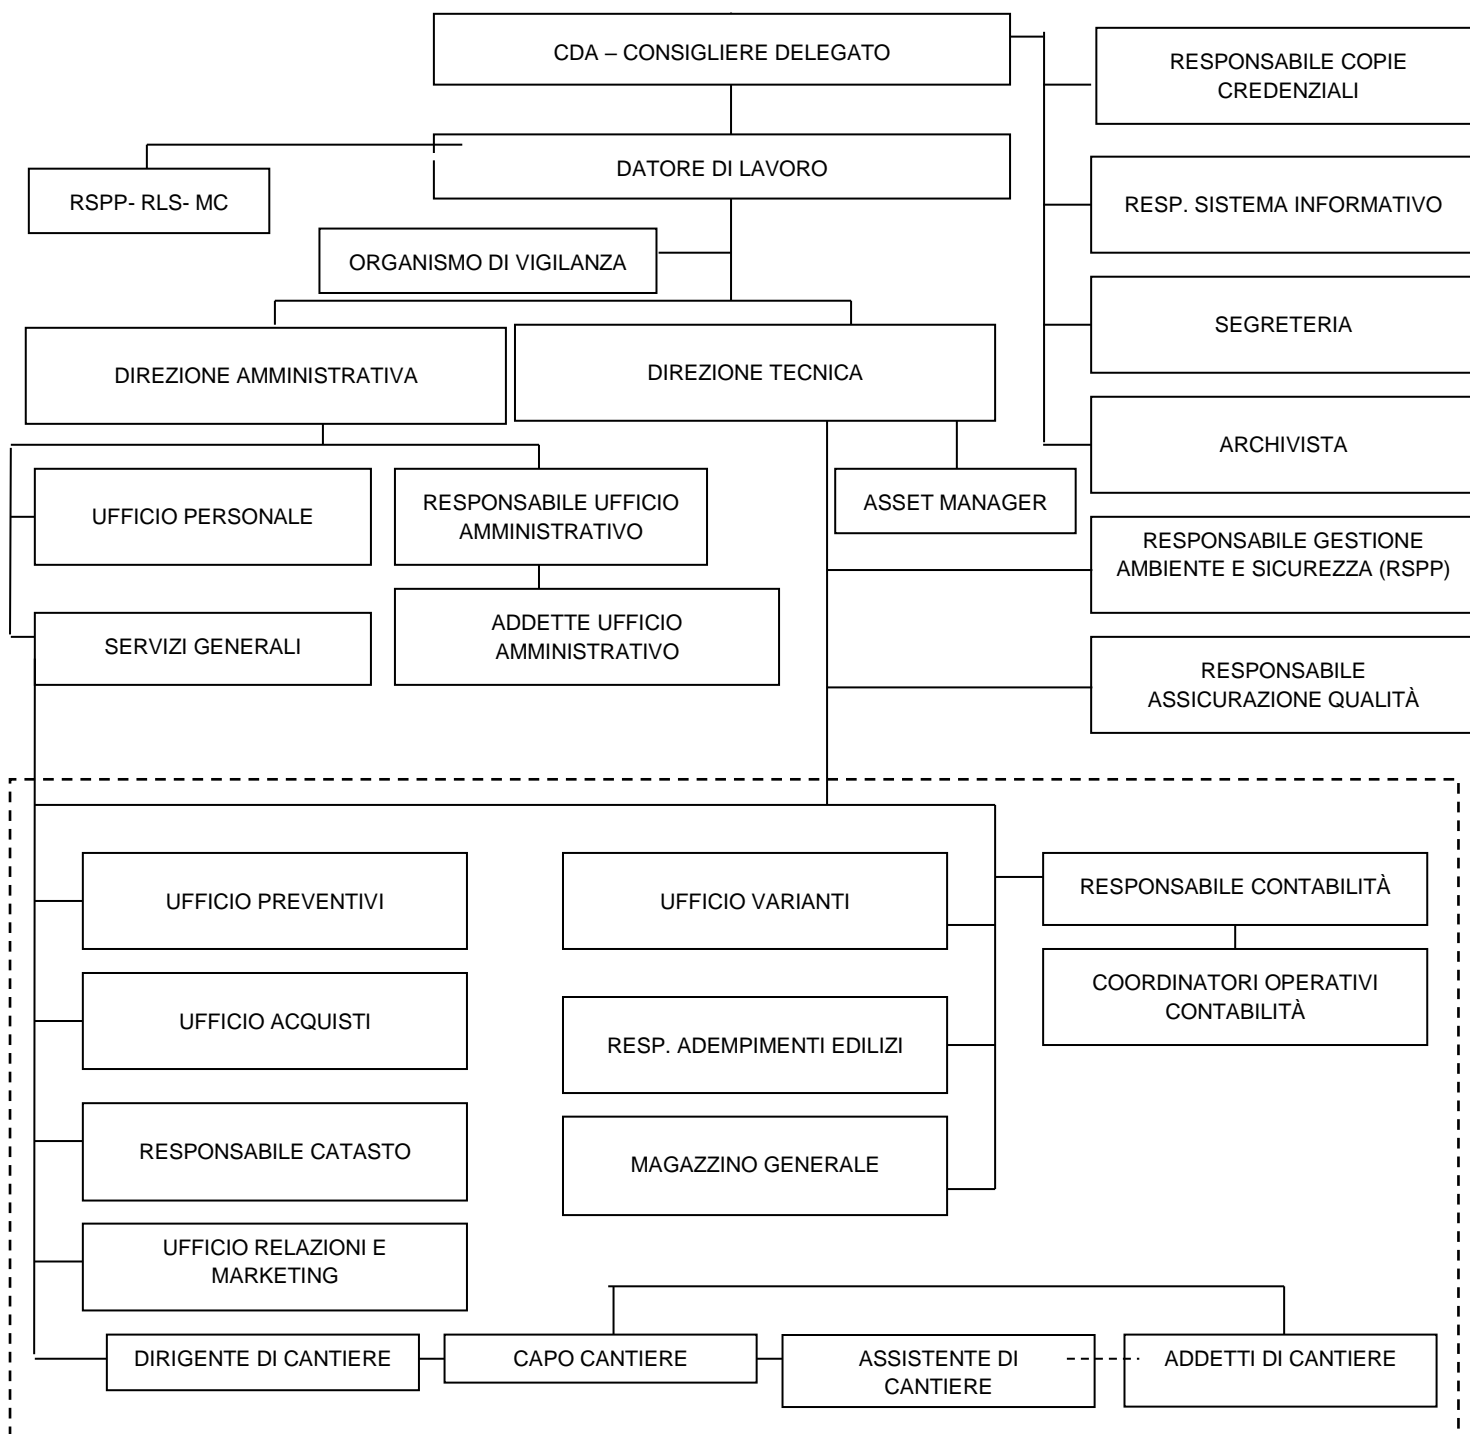 CDA – CONSIGLIERE DELEGATO
RESPONSABILE COPIE
CREDENZIALI
DATORE DI LAVORO
RSPP- RLS- MC
RESP. SISTEMA INFORMATIVO
ORGANISMO DI VIGILANZA
SEGRETERIA
DIREZIONE AMMINISTRATIVA
DIREZIONE TECNICA
ARCHIVISTA
UFFICIO PERSONALE
RESPONSABILE UFFICIO
AMMINISTRATIVO
ASSET MANAGER
RESPONSABILE GESTIONE
AMBIENTE E SICUREZZA (RSPP)
SERVIZI GENERALI
ADDETTE UFFICIO
AMMINISTRATIVO
RESPONSABILE
ASSICURAZIONE QUALITÀ
UFFICIO PREVENTIVI
UFFICIO VARIANTI
RESPONSABILE CONTABILITÀ
UFFICIO ACQUISTI
RESP. ADEMPIMENTI EDILIZI
COORDINATORI OPERATIVI
CONTABILITÀ
RESPONSABILE CATASTO
MAGAZZINO GENERALE
UFFICIO RELAZIONI E
MARKETING
DIRIGENTE DI CANTIERE
CAPO CANTIERE
ASSISTENTE DI
CANTIERE
ADDETTI DI CANTIERE